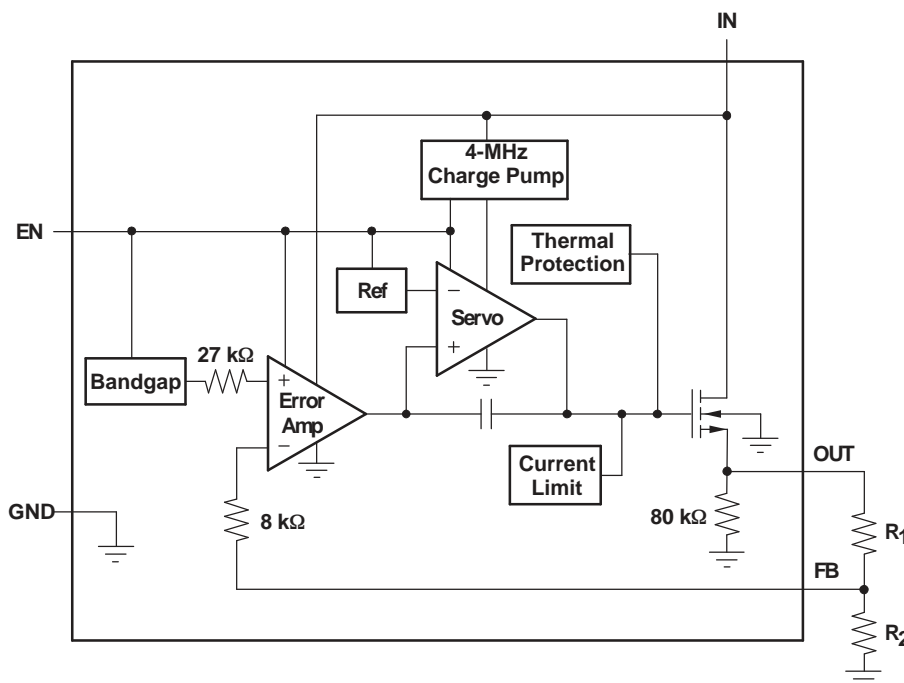 IN
4-MHz
Charge Pump
EN
Thermal
Protection
Ref
−
Servo
+
27 kΩ
Bandgap
+
Error
Amp
−
Current
Limit
OUT
GND
8 kΩ
80 kΩ
R1
FB
R2